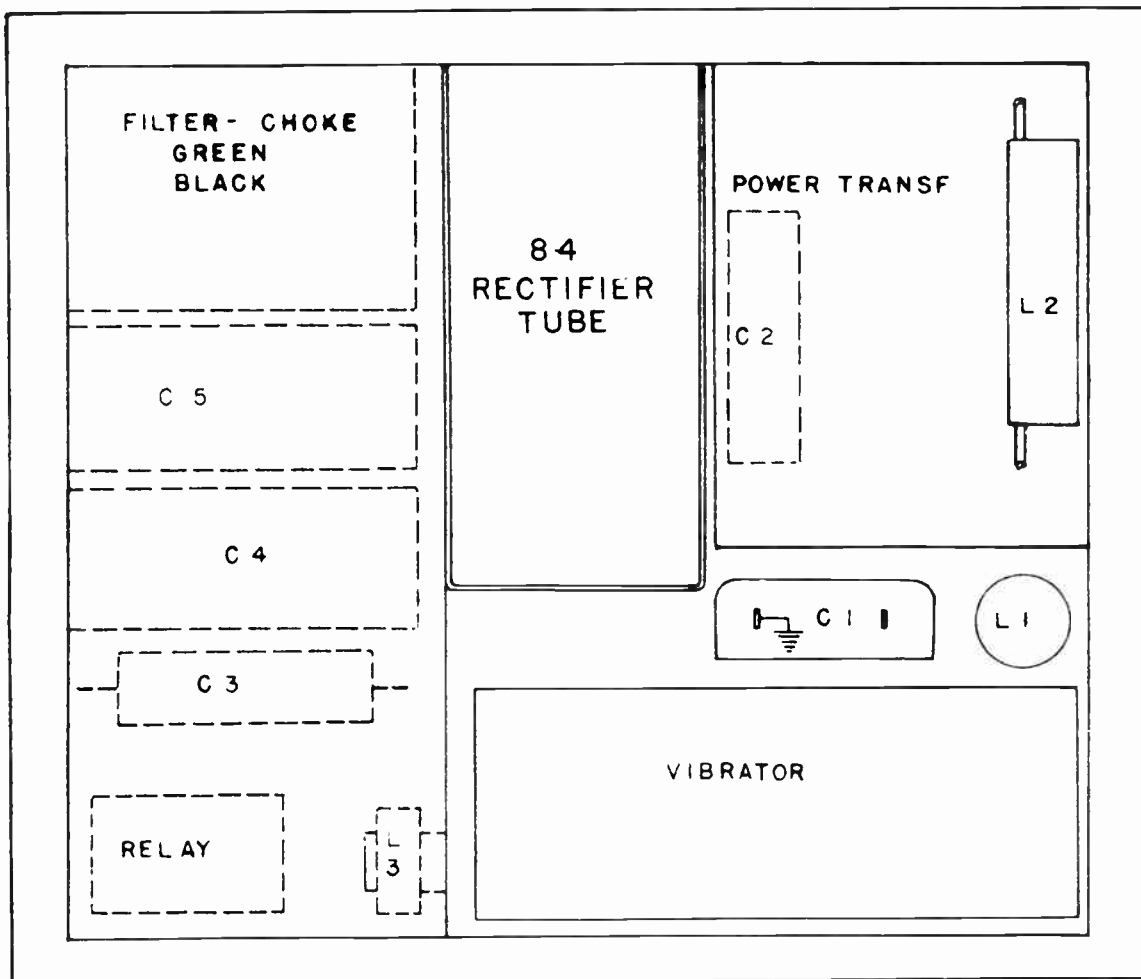 FILTER- CHOKE
GREEN
BLACK
84
RECTIFIER
TUBE
POWER TRANSF
C 2
L 2
C 5
C 4
C 1
L 1
C 3
VIBRATOR
RELAY
L
3